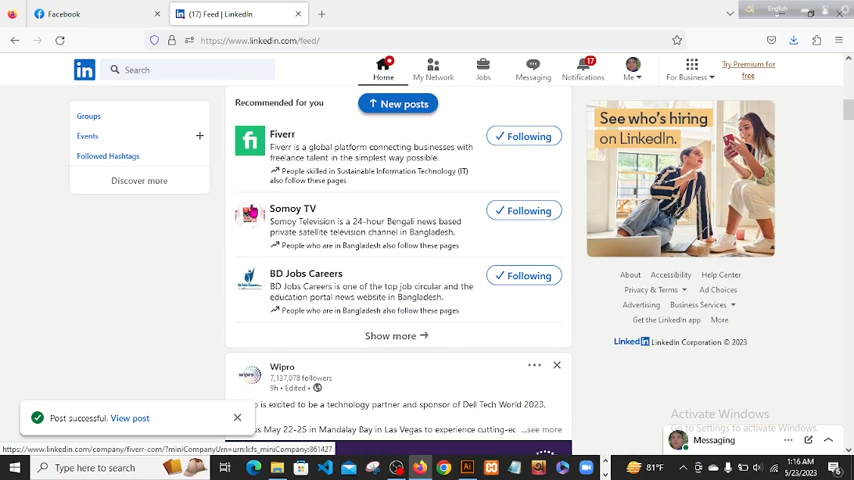 Facebook
(17) Feed | LinkedIn
English
https://www.linkedin.com/feed/
Search
Home
My Network
Jobs
Messaging
17
Notifications
Me
For Business
Try Premium for
free
Groups
Events
Followed Hashtags
Discover more
Recommended for you
New posts
Fiverr
Fiverr is a global platform connecting businesses with
freelance talent in the simplest way possible.
People skilled in Sustainable Information Technology (IT)
also follow these pages
Following
Somoy TV
Somoy Television is a 24-hour Bengali news based
private satellite television channel in Bangladesh.
People who are in Bangladesh also follow these pages
Following
BD Jobs Careers
BD Jobs Careers is one of the top job circular and the
education portal news website in Bangladesh.
People who are in Bangladesh also follow these pages
Following
Show more
Wipro
7,137,078 followers
9h • Edited •
o is excited to be a technology partner and sponsor of Dell Tech World 2023.
us May 22-25 in Mandalay Bay in Las Vegas to experience cutting-ec ...see more
See who's hiring
on LinkedIn.
About Accessibility Help Center
Privacy & Terms Ad Choices
Advertising Business Services
Get the LinkedIn app More
LinkedIn LinkedIn Corporation © 2023
Post successful. View post
Activate Windows
Go to Settings to activate Windows.
Messaging
https://www.linkedin.com/company/fiverr-com/?miniCompanyUrn=urn:li:fs_miniCompany:861427
Type here to search
81°F
1:16 AM
5/23/2023
6